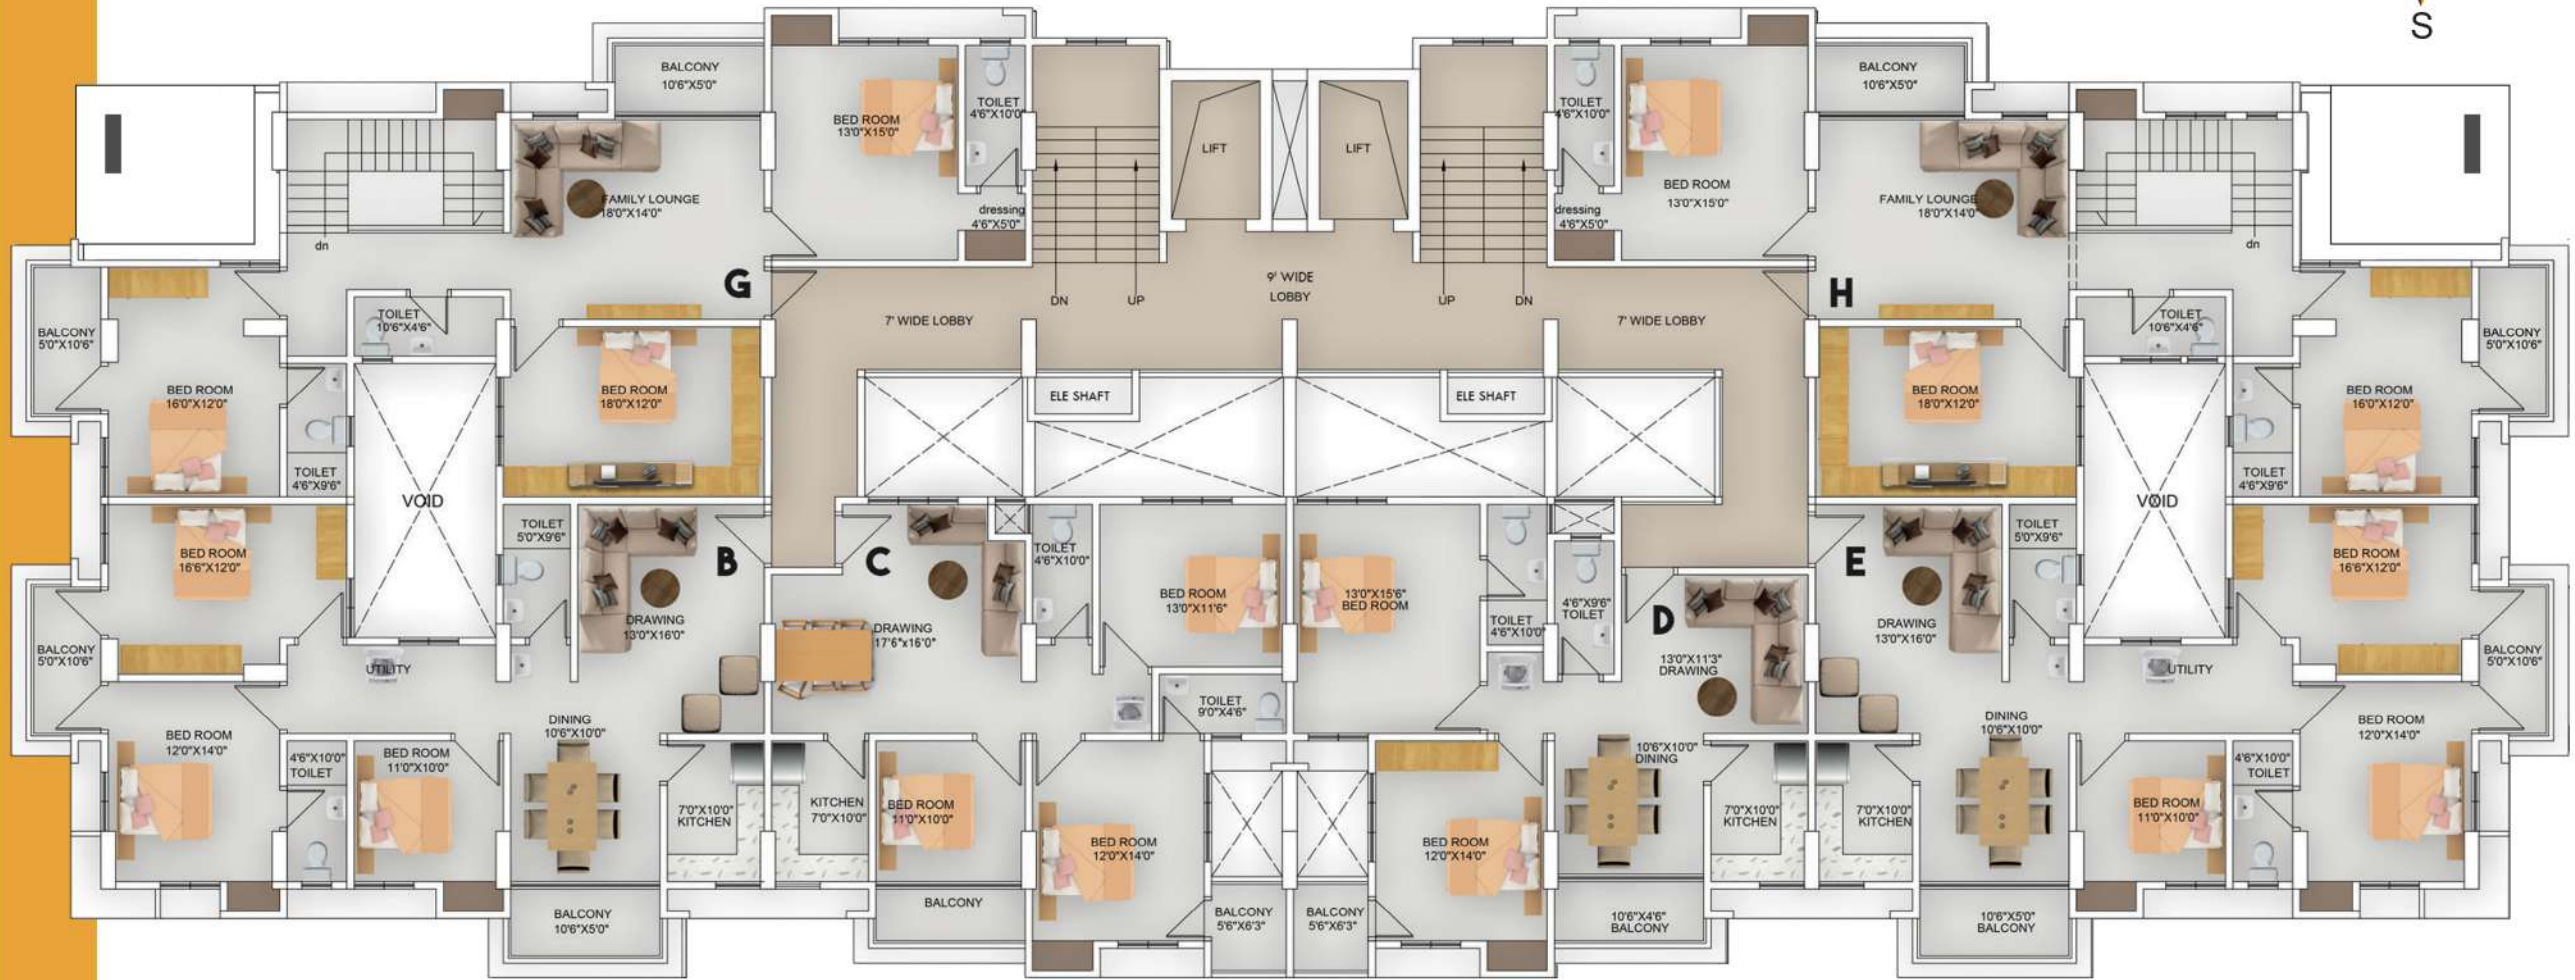 S
BALCONY
10'6"X5'0"
BED ROOM
13'0"X15'0"
TOILET
4'6"X10'0"
dressing
4'6"X5'0"
FAMILY LOUNGE
18'0"X14'0"
dn
G
LIFT
LIFT
DN
UP
9' WIDE
LOBBY
UP
DN
TOILET
4'6"X10'0"
dressing
4'6"X5'0"
BED ROOM
13'0"X15'0"
BALCONY
10'6"X5'0"
FAMILY LOUNGE
18'0"X14'0"
dn
H
7' WIDE LOBBY
7' WIDE LOBBY
BALCONY
5'0"X10'6"
TOILET
10'6"X4'6"
BED ROOM
16'0"X12'0"
BED ROOM
18'0"X12'0"
TOILET
4'6"X9'6"
VOID
ELE SHAFT
ELE SHAFT
TOILET
10'6"X4'6"
BALCONY
5'0"X10'6"
BED ROOM
18'0"X12'0"
BED ROOM
16'0"X12'0"
TOILET
4'6"X9'6"
VOID
BED ROOM
16'6"X12'0"
TOILET
5'0"X9'6"
B
DRAWING
13'0"X16'0"
BALCONY
5'0"X10'6"
UTILITY
C
DRAWING
17'6"x16'0"
TOILET
4'6"X10'0"
BED ROOM
13'0"X11'6"
TOILET
9'0"X4'6"
13'0"X15'6"
BED ROOM
TOILET
4'6"X10'0"
4'6"X9'6"
TOILET
D
13'0"X11'3"
DRAWING
E
DRAWING
13'0"X16'0"
TOILET
5'0"X9'6"
BED ROOM
16'6"X12'0"
UTILITY
BALCONY
5'0"X10'6"
BED ROOM
12'0"X14'0"
4'6"X10'0"
TOILET
BED ROOM
11'0"X10'0"
DINING
10'6"X10'0"
7'0"X10'0"
KITCHEN
KITCHEN
7'0"X10'0"
BED ROOM
11'0"X10'0"
BED ROOM
12'0"X14'0"
BED ROOM
12'0"X14'0"
10'6"X10'0"
DINING
7'0"X10'0"
KITCHEN
7'0"X10'0"
KITCHEN
DINING
10'6"X10'0"
BED ROOM
11'0"X10'0"
4'6"X10'0"
TOILET
BED ROOM
12'0"X14'0"
BALCONY
10'6"X5'0"
BALCONY
BALCONY
5'6"X6'3"
BALCONY
5'6"X6'3"
10'6"X4'6"
BALCONY
10'6"X5'0"
BALCONY